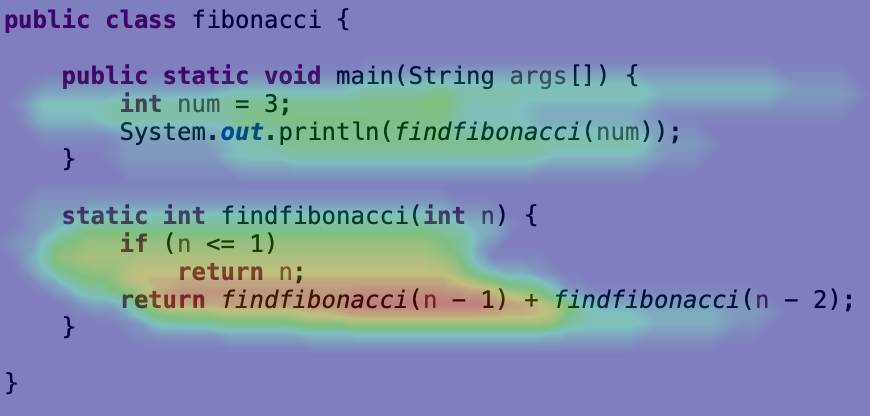 public class fibonacci {
public static void main(String args[]) {
int num = 3;
System.out.println(findfibonacci(num));
}
static int findfibonacci(int n) {
if (n <= 1)
return n;
return findfibonacci(n - 1) + findfibonacci(n - 2);
}
}